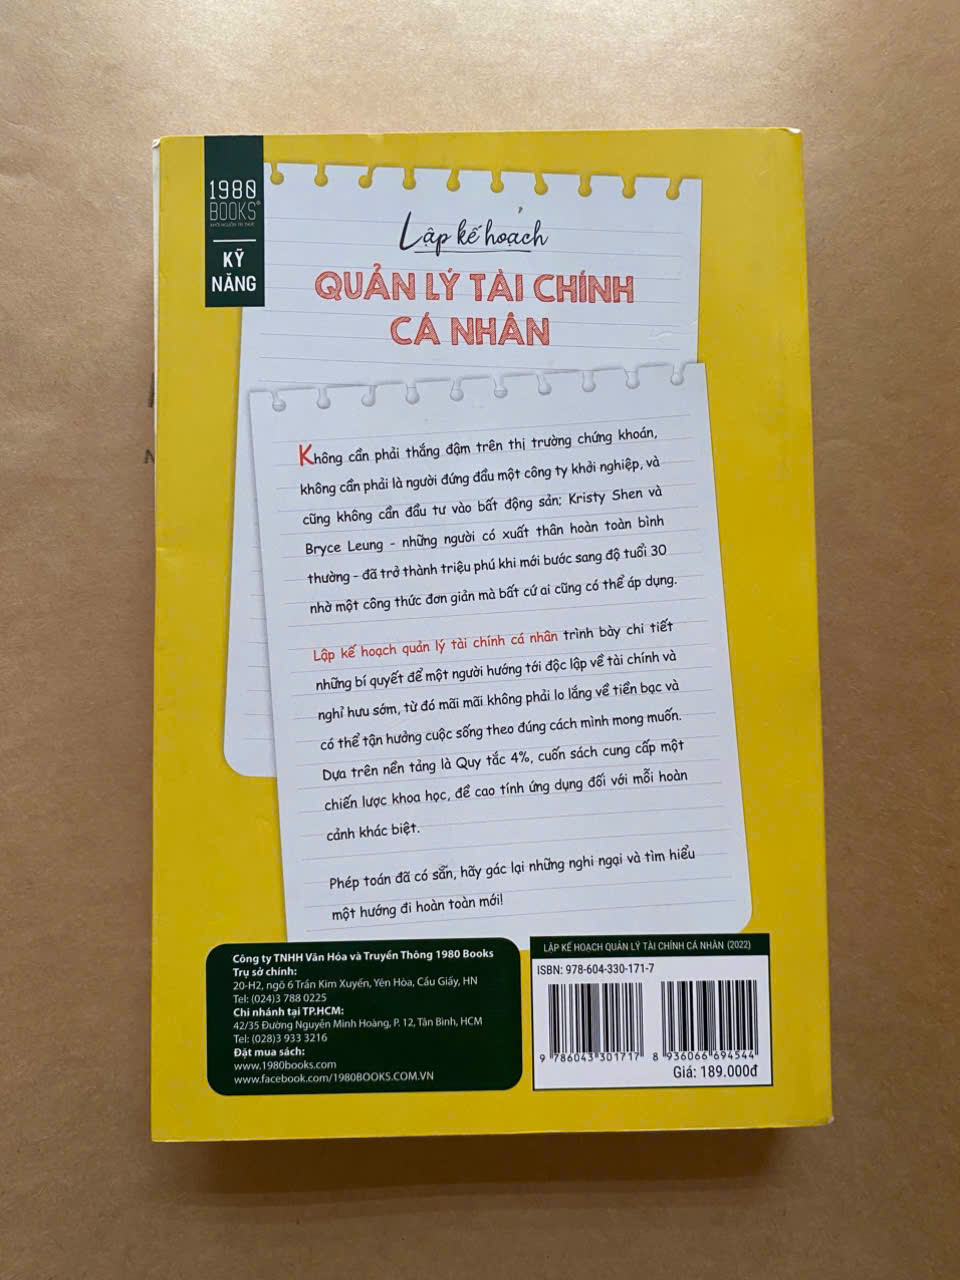 1980
BOOKS
KHƠI NGUỒN TRI THỨC
KỸ
NĂNG
Lập kế hoạch
QUẢN LÝ TÀI CHÍNH
CÁ NHÂN
Không cần phải thắng đậm trên thị trường chứng khoán,
không cần phải là người đứng đầu một công ty khởi nghiệp, và
cũng không cần đầu tư vào bất động sản; Kristy Shen và
Bryce Leung - những người có xuất thân hoàn toàn bình
thường - đã trở thành triệu phú khi mới bước sang độ tuổi 30
nhờ một công thức đơn giản mà bất cứ ai cũng có thể áp dụng.
Lập kế hoạch quản lý tài chính cá nhân trình bày chi tiết
những bí quyết để một người hướng tới độc lập về tài chính và
nghỉ hưu sớm, từ đó mãi mãi không phải lo lắng về tiền bạc và
có thể tận hưởng cuộc sống theo đúng cách mình mong muốn.
Dựa trên nền tảng là Quy tắc 4%, cuốn sách cung cấp một
chiến lược khoa học, đề cao tính ứng dụng đối với mỗi hoàn
cảnh khác biệt.
Phép toán đã có sẵn, hãy gác lại những nghi ngại và tìm hiểu
một hướng đi hoàn toàn mới!
Công ty TNHH Văn Hóa và Truyền Thông 1980 Books
Trụ sở chính:
20-H2, ngõ 6 Trần Kim Xuyến, Yên Hòa, Cầu Giấy, HN
Tel: (024)3 788 0225
Chi nhánh tại TP.HCM:
42/35 Đường Nguyễn Minh Hoàng, P. 12, Tân Bình, HCM
Tel: (028)3 933 3216
Đặt mua sách:
www.1980books.com
www.facebook.com/1980BOOKS.COM.VN
LẬP KẾ HOẠCH QUẢN LÝ TÀI CHÍNH CÁ NHÂN (2022)
ISBN: 978-604-330-171-7
9 786043 301717
8 936066 694544
Giá: 189.000đ